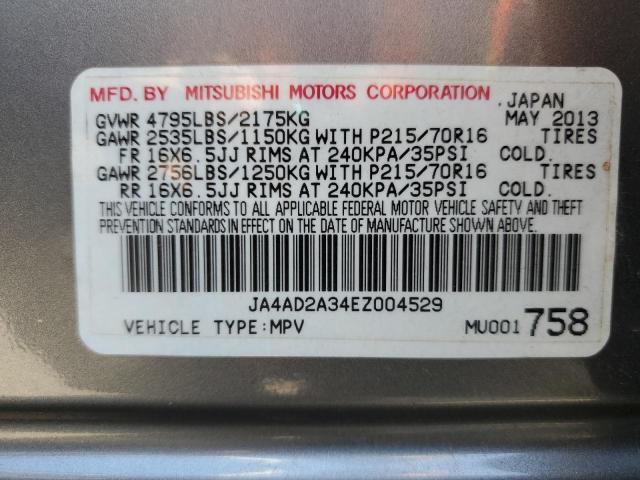 MFD. BY MITSUBISHI MOTORS CORPORATION. JAPAN
GVWR 4795LBS/2175KG MAY 2013
GAWR 2535LBS/1150KG WITH P215/70R16 TIRES
FR 16X6.5JJ RIMS AT 240KPA/35PSI COLD.
GAWR 2756LBS/1250KG WITH P215/70R16 TIRES
RR 16X6.5JJ RIMS AT 240KPA/35PSI COLD.
THIS VEHICLE CONFORMS TO ALL APPLICABLE FEDERAL MOTOR VEHICLE SAFETY AND THEFT
PREVENTION STANDARDS IN EFFECT ON THE DATE OF MANUFACTURE SHOWN ABOVE.
JA4AD2A34EZ004529
VEHICLE TYPE:MPV MU001 758